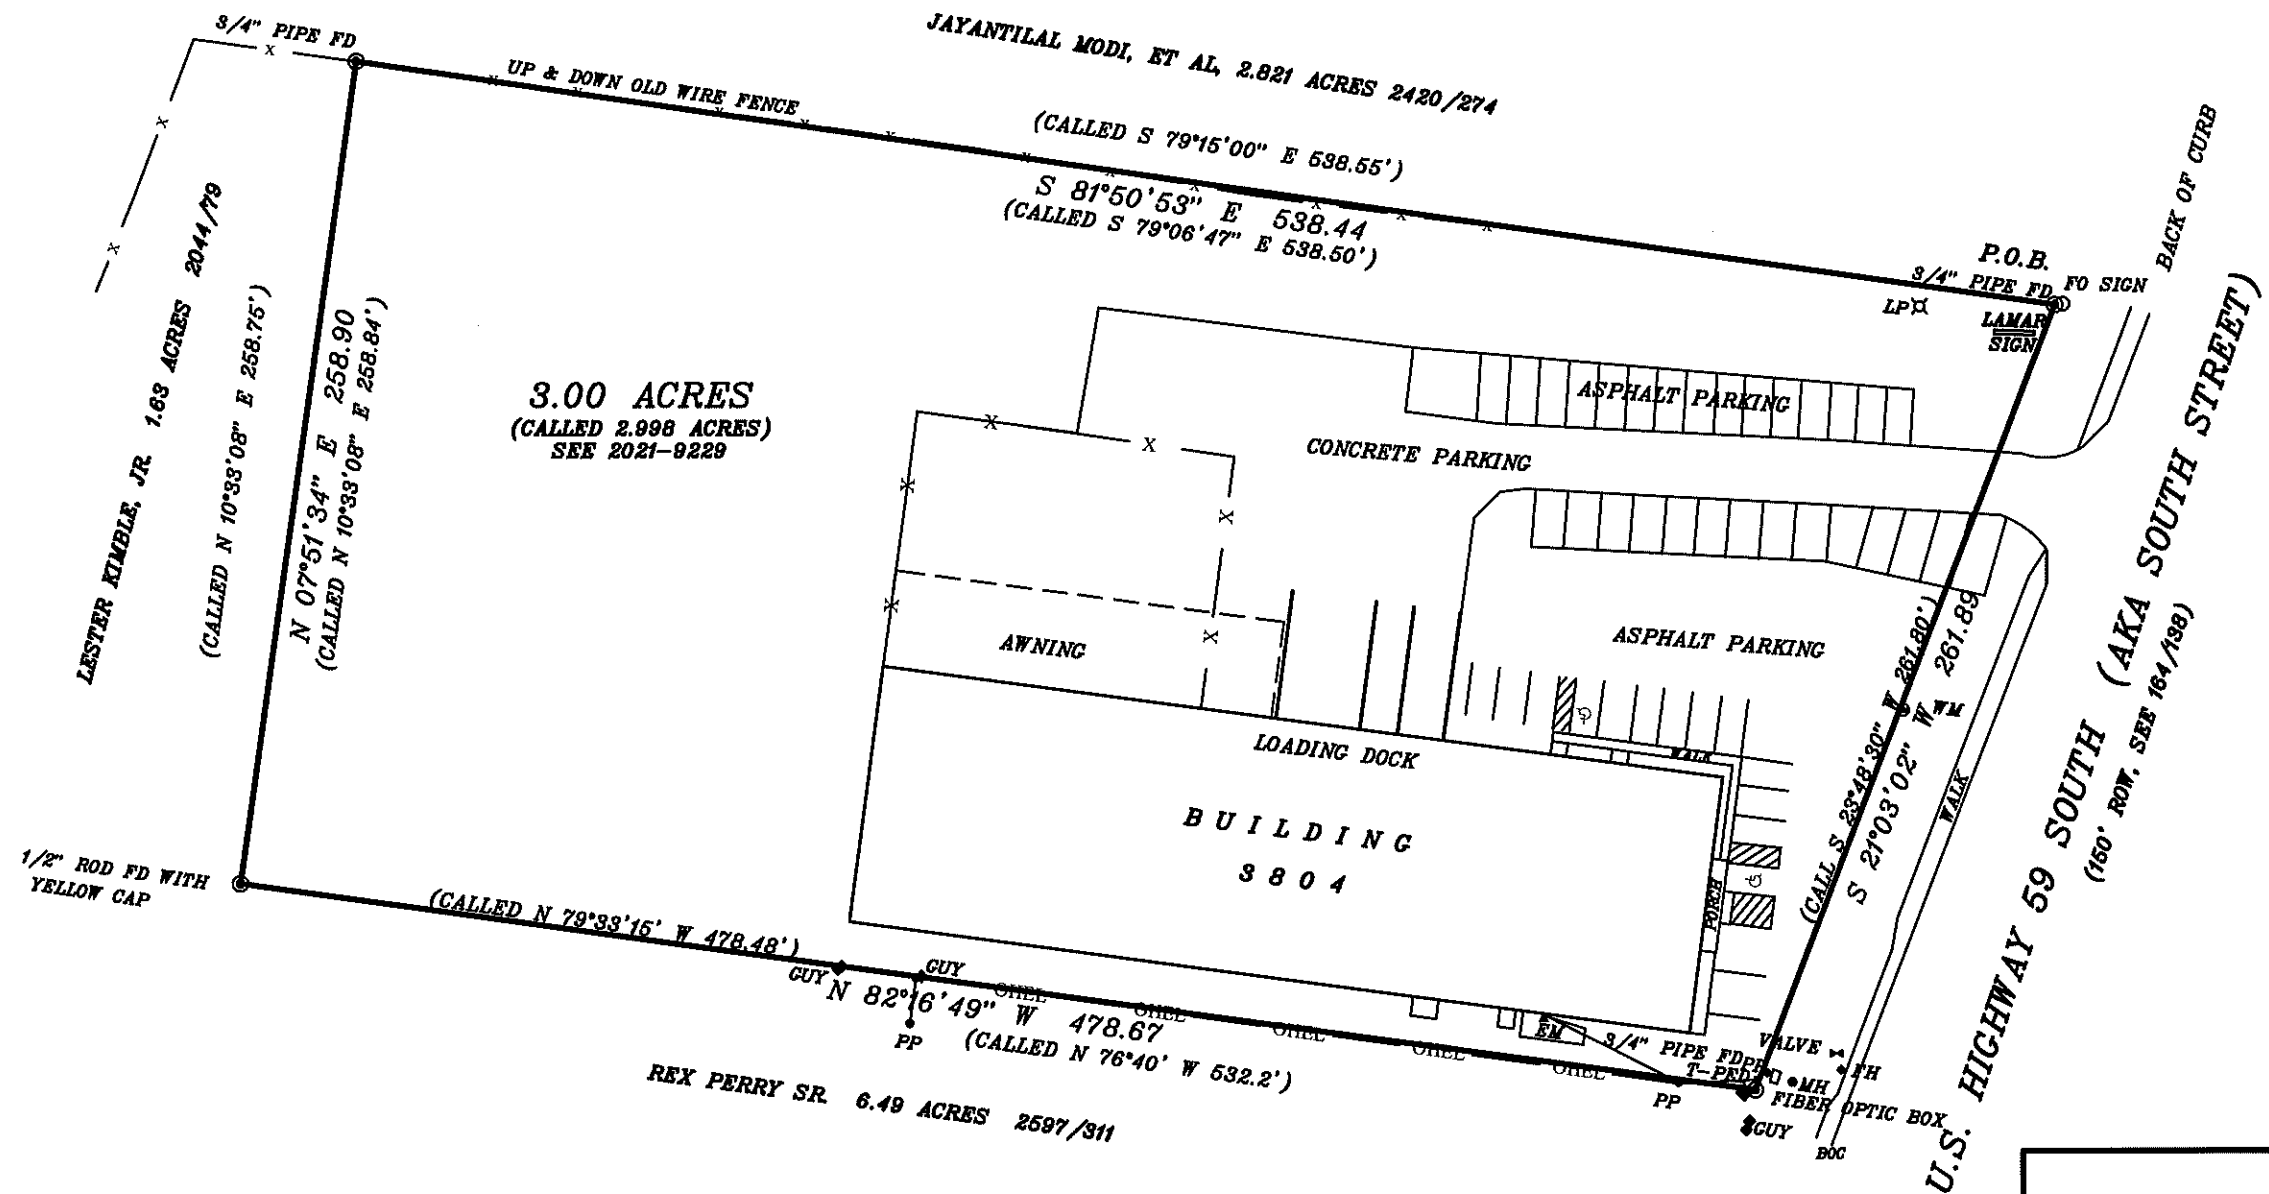 JAYANTILAL MODI, ET AL, 2.821 ACRES 2420/274
3/4" PIPE FD
UP & DOWN OLD WIRE FENCE
(CALLED S 79°15'00" E 538.55')
S 81°50'53" E 538.44
(CALLED S 79°06'47" E 538.50')
BACK OF CURB
P.O.B.
3/4" PIPE FD
FO SIGN
LP
LAMAR
SIGN
LESTER KIMBLE, JR. 1.63 ACRES 2044/79
(CALLED N 10°33'08" E 258.75')
N 07°51'34" E 258.90
(CALLED N 10°33'08" E 258.84')
3.00 ACRES
(CALLED 2.998 ACRES)
SEE 2021-9229
ASPHALT PARKING
CONCRETE PARKING
AWNING
ASPHALT PARKING
LOADING DOCK
WALK
BUILDING
3804
PORCH
WM
(CALL S 23°48'30" W 261.80')
S 21°03'02" W 261.89
WALK
U.S. HIGHWAY 59 SOUTH (AKA SOUTH STREET)
(150' ROW, SEE 164/198)
1/2" ROD FD WITH
YELLOW CAP
(CALLED N 79°33'15' W 478.48')
GUY
GUY
N 82°16'49" W 478.67
(CALLED N 76°40' W 532.2')
PP
OHEL
OHEL
OHEL
OHEL
OHEL
EM
3/4" PIPE FD
PP
T-PED
VALVE
FH
MH
FIBER OPTIC BOX
PP
GUY
BOC
REX PERRY SR. 6.49 ACRES 2597/311